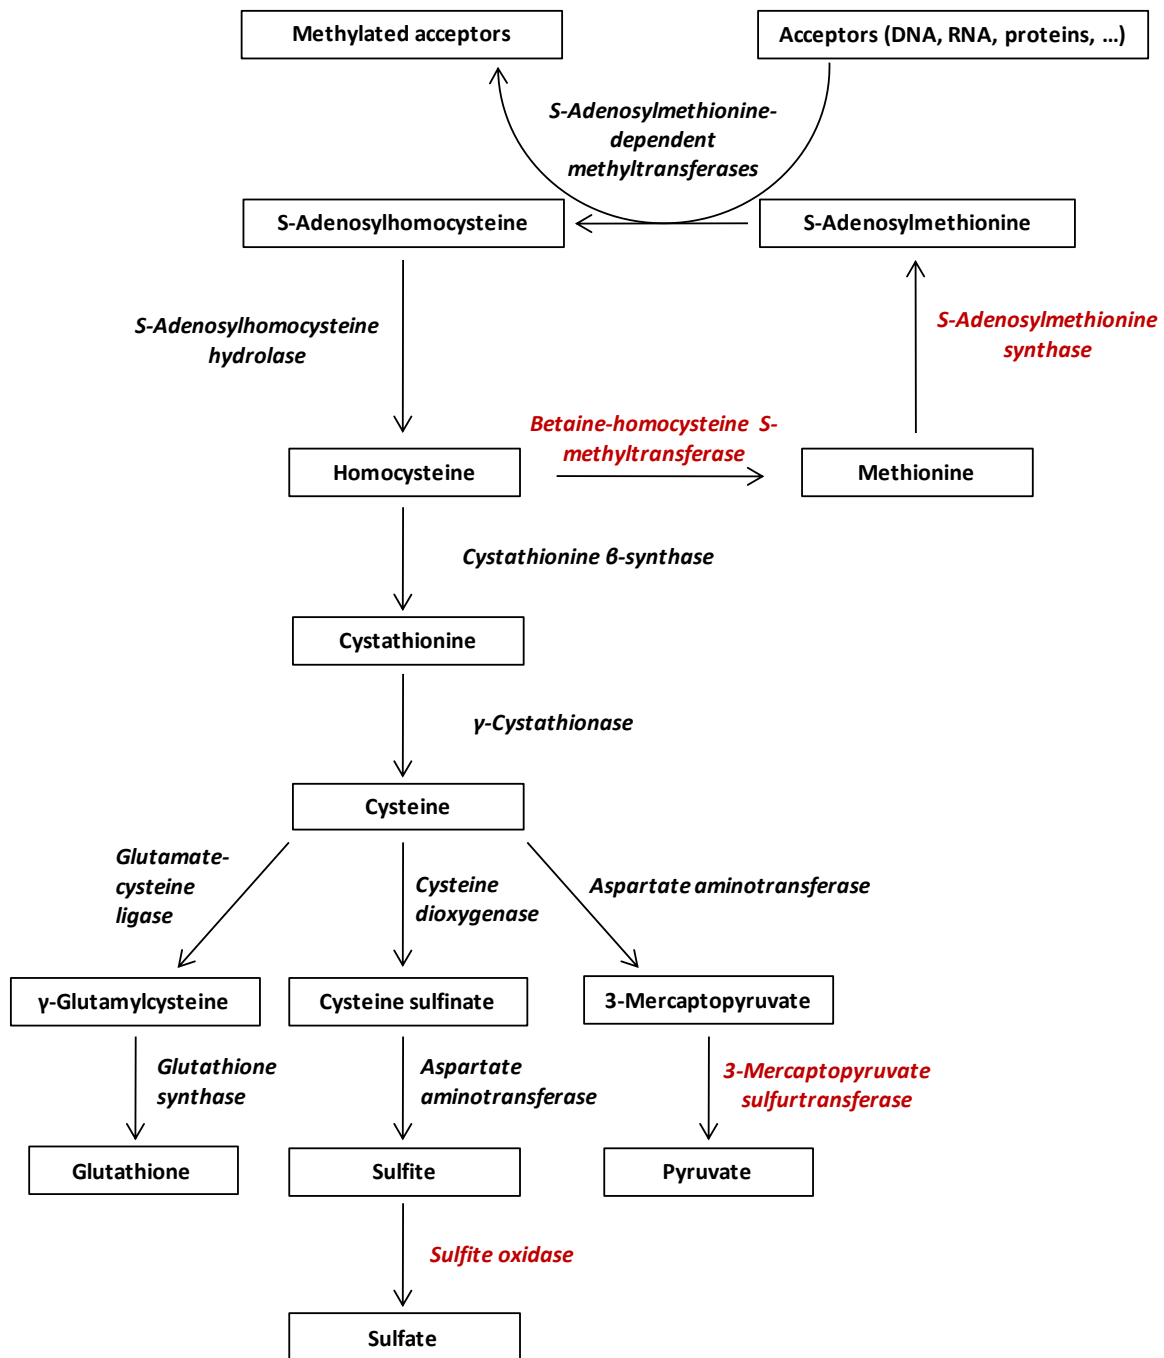 Methylated acceptors
Acceptors (DNA, RNA, proteins, …)
S-Adenosylmethionine-
dependent
methyltransferases
S-Adenosylhomocysteine
S-Adenosylmethionine
S-Adenosylhomocysteine
hydrolase
S-Adenosylmethionine
synthase
Betaine-homocysteine S-
methyltransferase
Homocysteine
Methionine
Cystathionine β-synthase
Cystathionine
γ-Cystathionase
Cysteine
Glutamate-
cysteine
ligase
Cysteine
dioxygenase
Aspartate aminotransferase
γ-Glutamylcysteine
Cysteine sulfinate
3-Mercaptopyruvate
Glutathione
synthase
Aspartate
aminotransferase
3-Mercaptopyruvate
sulfurtransferase
Glutathione
Sulfite
Pyruvate
Sulfite oxidase
Sulfate